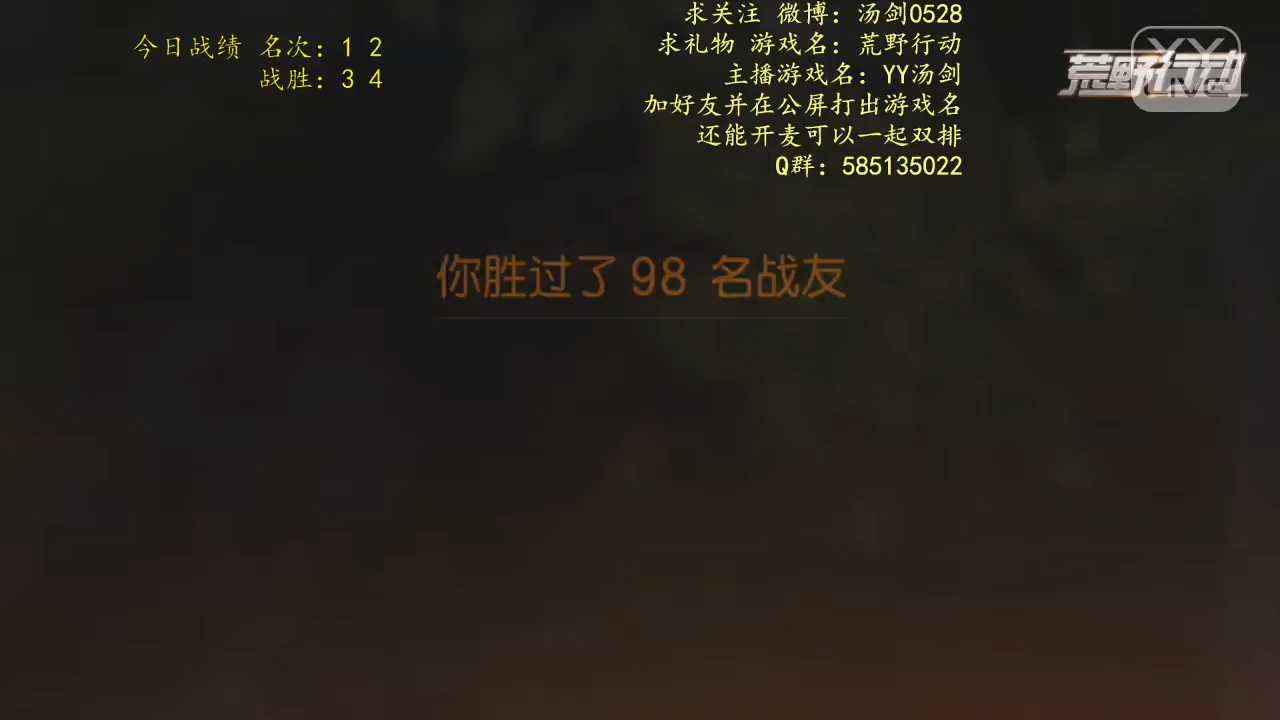 今日战绩 名次: 1 2
战胜: 3 4
求关注 微博: 汤剑0528
求礼物 游戏名: 荒野行动
主播游戏名: YY汤剑
加好友并在公屏打出游戏名
还能开麦可以一起双排
Q群: 585135022
荒野行动
YY
LIVE
你胜过了 98 名战友